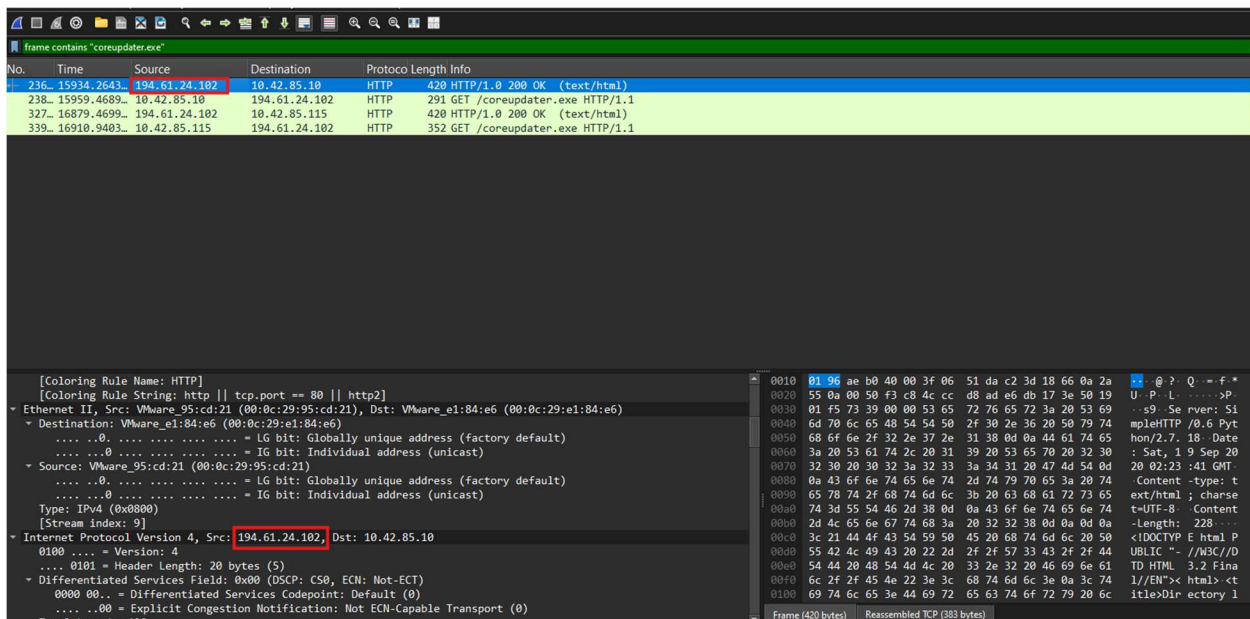 frame contains "coreupdater.exe"
No. Time Source Destination Protoco Length Info
236… 15934.2643… 194.61.24.102 10.42.85.10 HTTP 420 HTTP/1.0 200 OK (text/html)
238… 15959.4689… 10.42.85.10 194.61.24.102 HTTP 291 GET /coreupdater.exe HTTP/1.1
327… 16879.4699… 194.61.24.102 10.42.85.115 HTTP 420 HTTP/1.0 200 OK (text/html)
339… 16910.9403… 10.42.85.115 194.61.24.102 HTTP 352 GET /coreupdater.exe HTTP/1.1
[Coloring Rule Name: HTTP]
[Coloring Rule String: http || tcp.port == 80 || http2]
Ethernet II, Src: VMware_95:cd:21 (00:0c:29:95:cd:21), Dst: VMware_e1:84:e6 (00:0c:29:e1:84:e6)
Destination: VMware_e1:84:e6 (00:0c:29:e1:84:e6)
.... ..0. .... .... .... .... = LG bit: Globally unique address (factory default)
.... ...0 .... .... .... .... = IG bit: Individual address (unicast)
Source: VMware_95:cd:21 (00:0c:29:95:cd:21)
.... ..0. .... .... .... .... = LG bit: Globally unique address (factory default)
.... ...0 .... .... .... .... = IG bit: Individual address (unicast)
Type: IPv4 (0x0800)
[Stream index: 9]
Internet Protocol Version 4, Src: 194.61.24.102, Dst: 10.42.85.10
0100 .... = Version: 4
.... 0101 = Header Length: 20 bytes (5)
Differentiated Services Field: 0x00 (DSCP: CS0, ECN: Not-ECT)
0000 00.. = Differentiated Services Codepoint: Default (0)
.... ..00 = Explicit Congestion Notification: Not ECN-Capable Transport (0)
0010 01 96 ae b0 40 00 3f 06 51 da c2 3d 18 66 0a 2a ····@·?· Q··=·f·*
0020 55 0a 00 50 f3 c8 4c cc d8 ad e6 db 17 3e 50 19 U··P··L· ·····>P·
0030 01 f5 73 39 00 00 53 65 72 76 65 72 3a 20 53 69 ··s9··Se rver: Si
0040 6d 70 6c 65 48 54 54 50 2f 30 2e 36 20 50 79 74 mpleHTTP /0.6 Pyt
0050 68 6f 6e 2f 32 2e 37 2e 31 38 0d 0a 44 61 74 65 hon/2.7. 18··Date
0060 3a 20 53 61 74 2c 20 31 39 20 53 65 70 20 32 30 : Sat, 1 9 Sep 20
0070 32 30 20 30 32 3a 32 33 3a 34 31 20 47 4d 54 0d 20 02:23 :41 GMT·
0080 0a 43 6f 6e 74 65 6e 74 2d 74 79 70 65 3a 20 74 ·Content -type: t
0090 65 78 74 2f 68 74 6d 6c 3b 20 63 68 61 72 73 65 ext/html ; charse
00a0 74 3d 55 54 46 2d 38 0d 0a 43 6f 6e 74 65 6e 74 t=UTF-8· ·Content
00b0 2d 4c 65 6e 67 74 68 3a 20 32 32 38 0d 0a 0d 0a -Length: 228····
00c0 3c 21 44 4f 43 54 59 50 45 20 68 74 6d 6c 20 50 <!DOCTYP E html P
00d0 55 42 4c 49 43 20 22 2d 2f 2f 57 33 43 2f 2f 44 UBLIC "- //W3C//D
00e0 54 44 20 48 54 4d 4c 20 33 2e 32 20 46 69 6e 61 TD HTML 3.2 Fina
00f0 6c 2f 2f 45 4e 22 3e 3c 68 74 6d 6c 3e 0a 3c 74 l//EN">< html>·<t
0100 69 74 6c 65 3e 44 69 72 65 63 74 6f 72 79 20 6c itle>Dir ectory l
Frame (420 bytes) Reassembled TCP (383 bytes)